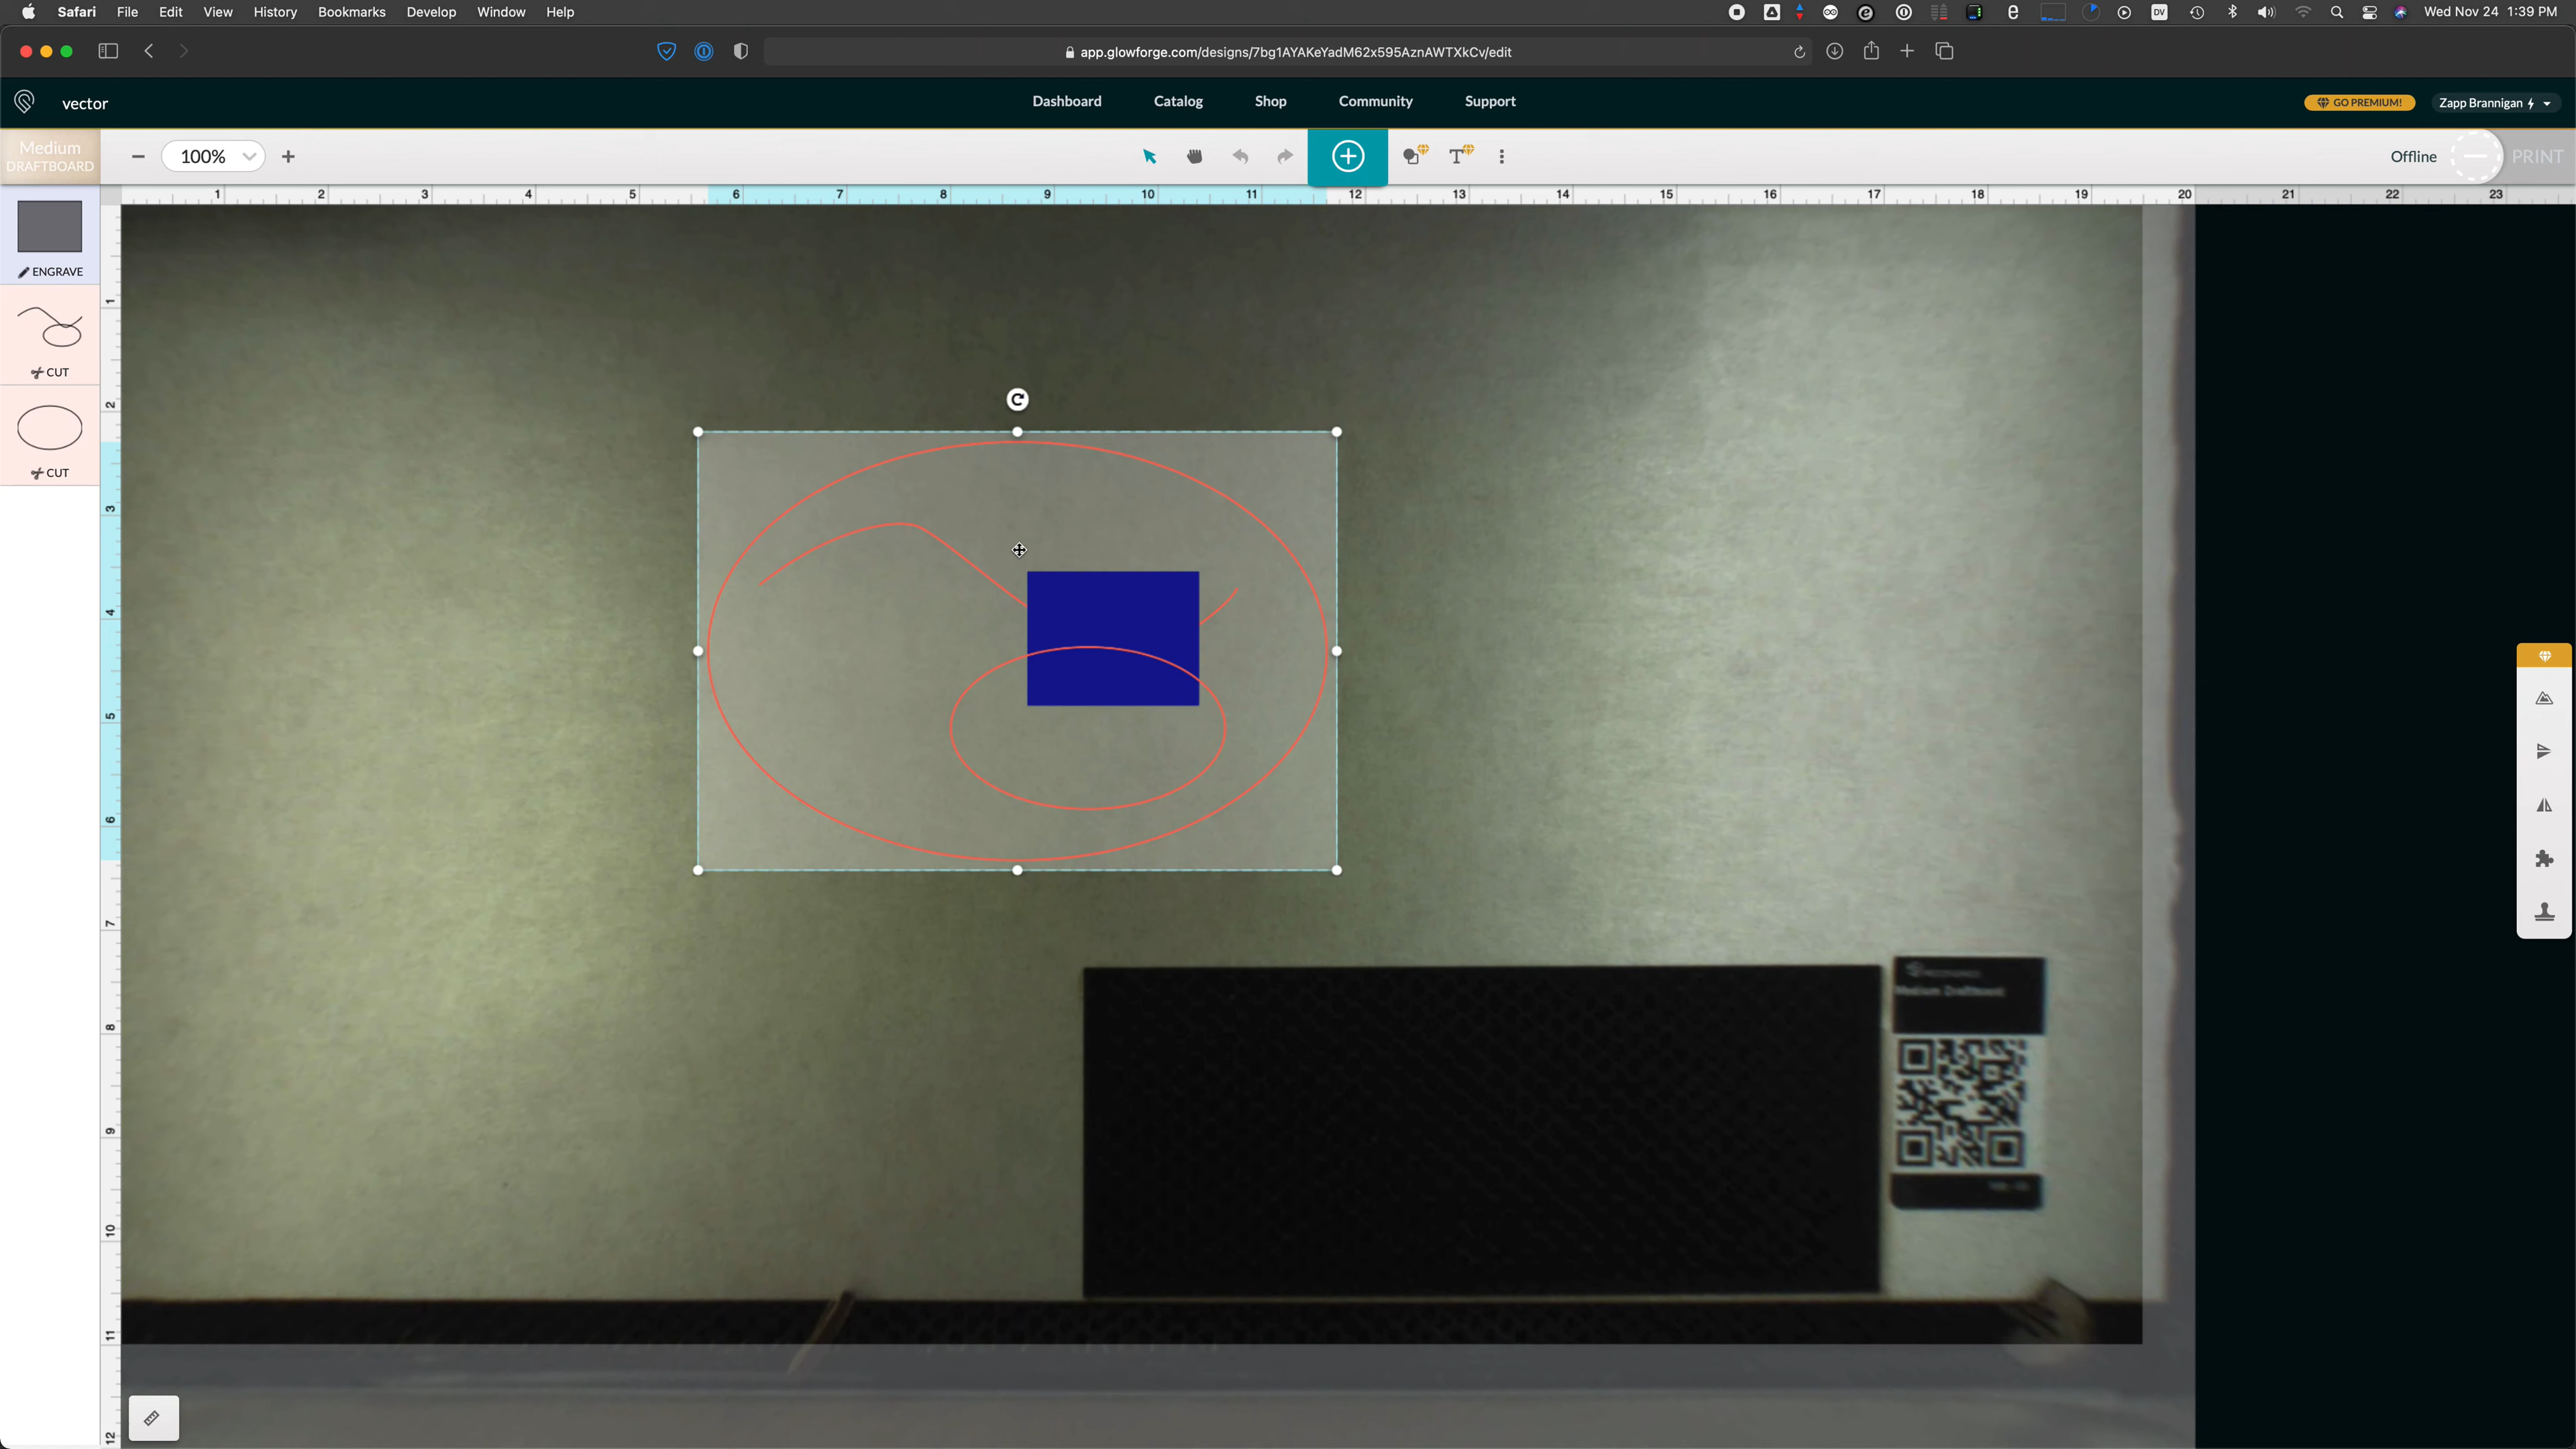 Safari File Edit View History Bookmarks Develop Window Help
DV
Wed Nov 24 1:39 PM
app.glowforge.com/designs/7bg1AYAKeYadM62x595AznAWTXkCv/edit
vector
Dashboard Catalog Shop Community Support
GO PREMIUM!
Zapp Brannigan
Medium
DRAFTBOARD
100%
T
Offline
PRINT
1 2 3 4 5 6 7 8 9 10 11 12 13 14 15 16 17 18 19 20 21 22 23
ENGRAVE
CUT
CUT
1
2
3
4
5
6
7
8
9
10
11
12
Medium Draftboard